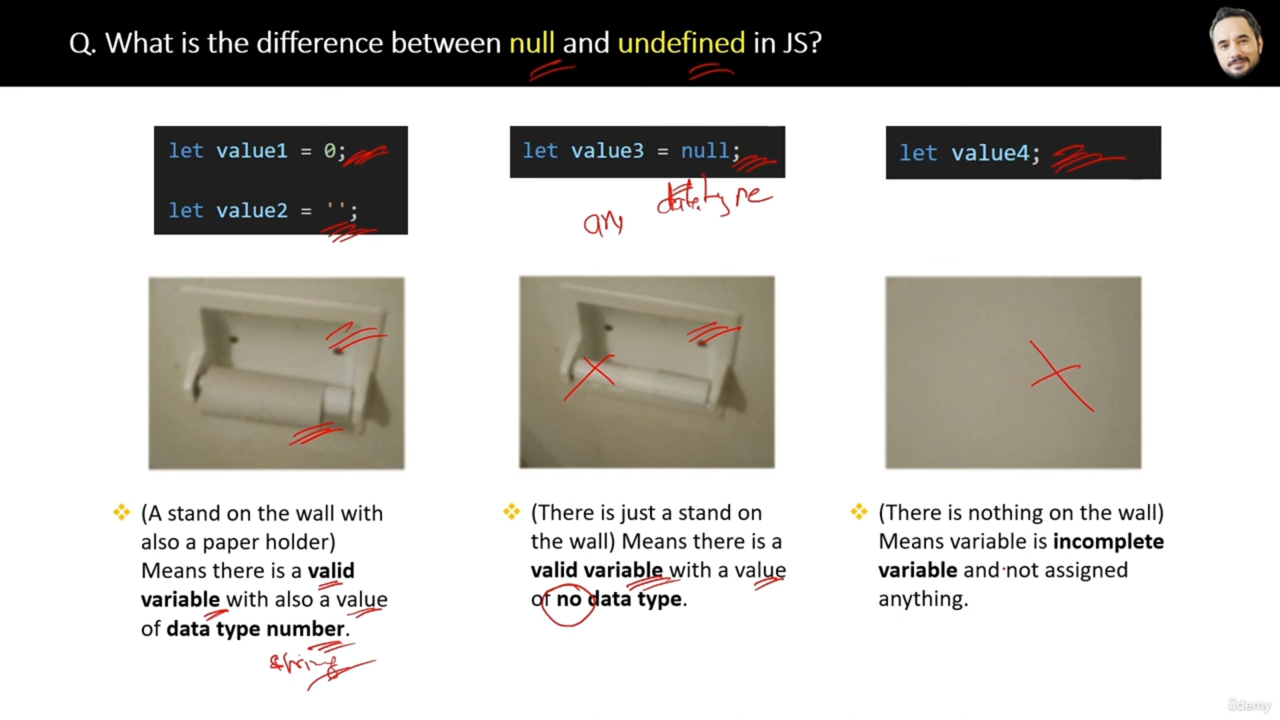 Q. What is the difference between null and undefined in JS?
let value1 = 0;
let value2 = '';
let value3 = null;
any
datatype
let value4;
❖ (A stand on the wall with
also a paper holder)
Means there is a valid
variable with also a value
of data type number.
string
❖ (There is just a stand on
the wall) Means there is a
valid variable with a value
of no data type.
❖ (There is nothing on the wall)
Means variable is incomplete
variable and not assigned
anything.
ûdemy